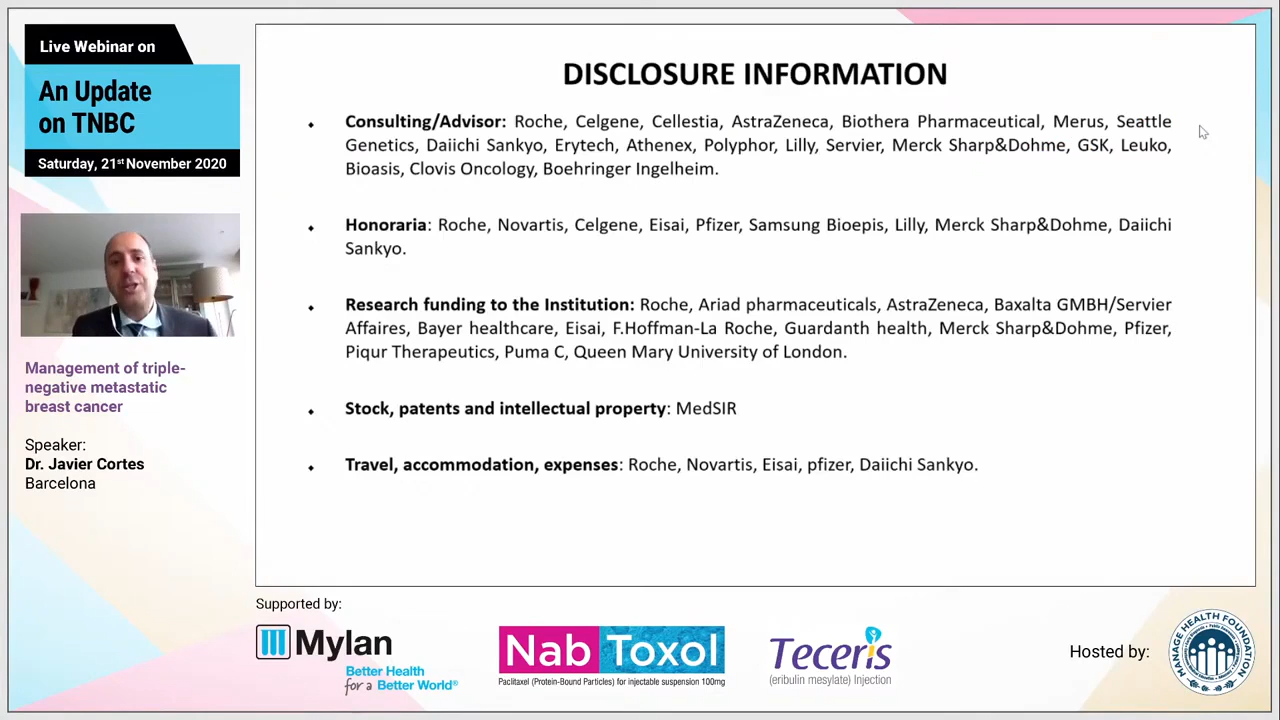 Live Webinar on
An Update
on TNBC
Saturday, 21st November 2020
Management of triple-
negative metastatic
breast cancer
Speaker:
Dr. Javier Cortes
Barcelona
DISCLOSURE INFORMATION
Consulting/Advisor: Roche, Celgene, Cellestia, AstraZeneca, Biothera Pharmaceutical, Merus, Seattle
Genetics, Daiichi Sankyo, Erytech, Athenex, Polyphor, Lilly, Servier, Merck Sharp&Dohme, GSK, Leuko,
Bioasis, Clovis Oncology, Boehringer Ingelheim.
Honoraria: Roche, Novartis, Celgene, Eisai, Pfizer, Samsung Bioepis, Lilly, Merck Sharp&Dohme, Daiichi
Sankyo.
Research funding to the Institution: Roche, Ariad pharmaceuticals, AstraZeneca, Baxalta GMBH/Servier
Affaires, Bayer healthcare, Eisai, F.Hoffman-La Roche, Guardanth health, Merck Sharp&Dohme, Pfizer,
Piqur Therapeutics, Puma C, Queen Mary University of London.
Stock, patents and intellectual property: MedSIR
Travel, accommodation, expenses: Roche, Novartis, Eisai, pfizer, Daiichi Sankyo.
Supported by:
Mylan
Better Health
for a Better World®
Nab Toxol
Paclitaxel (Protein-Bound Particles) for injectable suspension 100mg
Teceris
(eribulin mesylate) Injection
Hosted by:
MANAGE HEALTH FOUNDATION